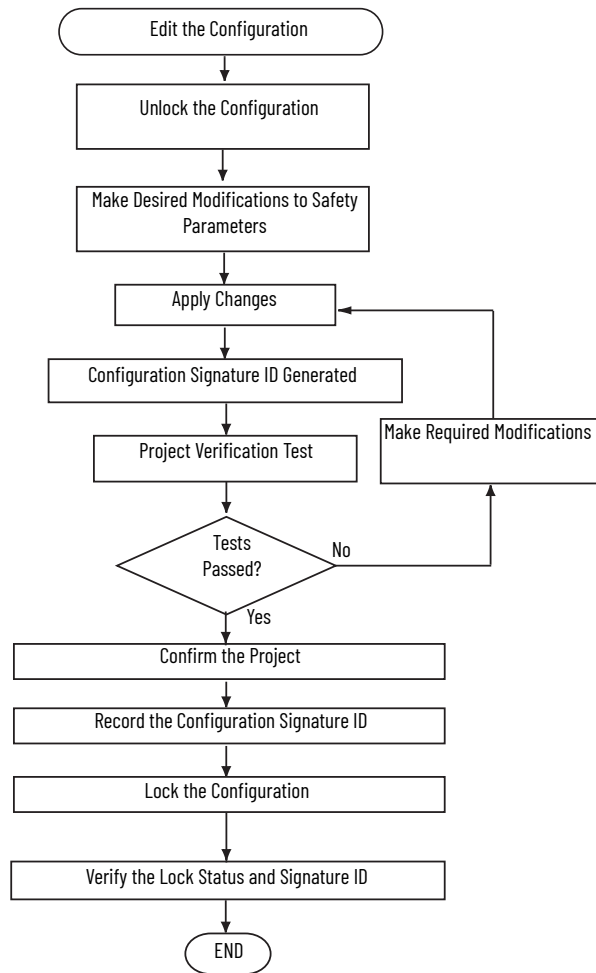 Edit the Configuration
Unlock the Configuration
Make Desired Modifications to Safety
Parameters
Apply Changes
Configuration Signature ID Generated
Project Verification Test
Make Required Modifications
Tests
Passed?
No
Yes
Confirm the Project
Record the Configuration Signature ID
Lock the Configuration
Verify the Lock Status and Signature ID
END